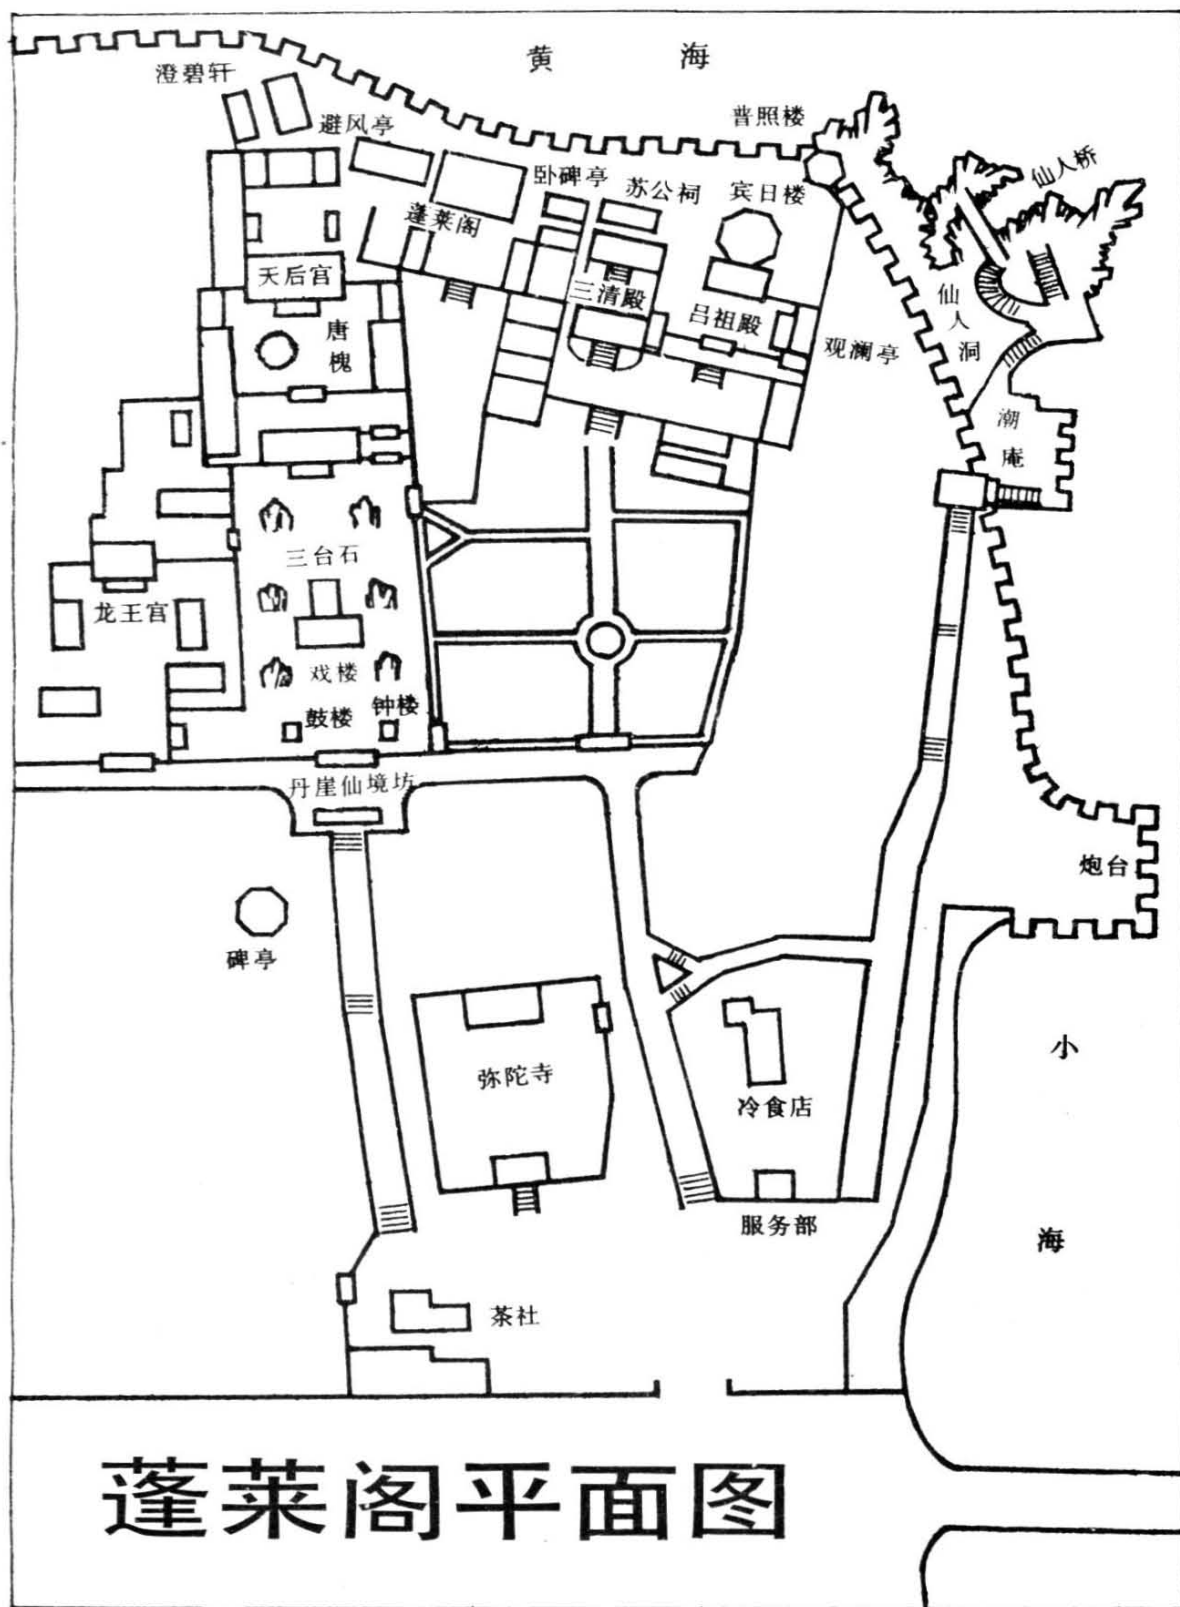 黄 海
澄碧轩
避风亭
普照楼
仙人桥
卧碑亭
苏公祠
宾日楼
蓬莱阁
天后宫
三清殿
吕祖殿
仙人洞
唐槐
观澜亭
潮
庵
三台石
龙王宫
戏楼
鼓楼
钟楼
丹崖仙境坊
炮台
碑亭
小海
弥陀寺
冷食店
服务部
茶社
蓬莱阁平面图